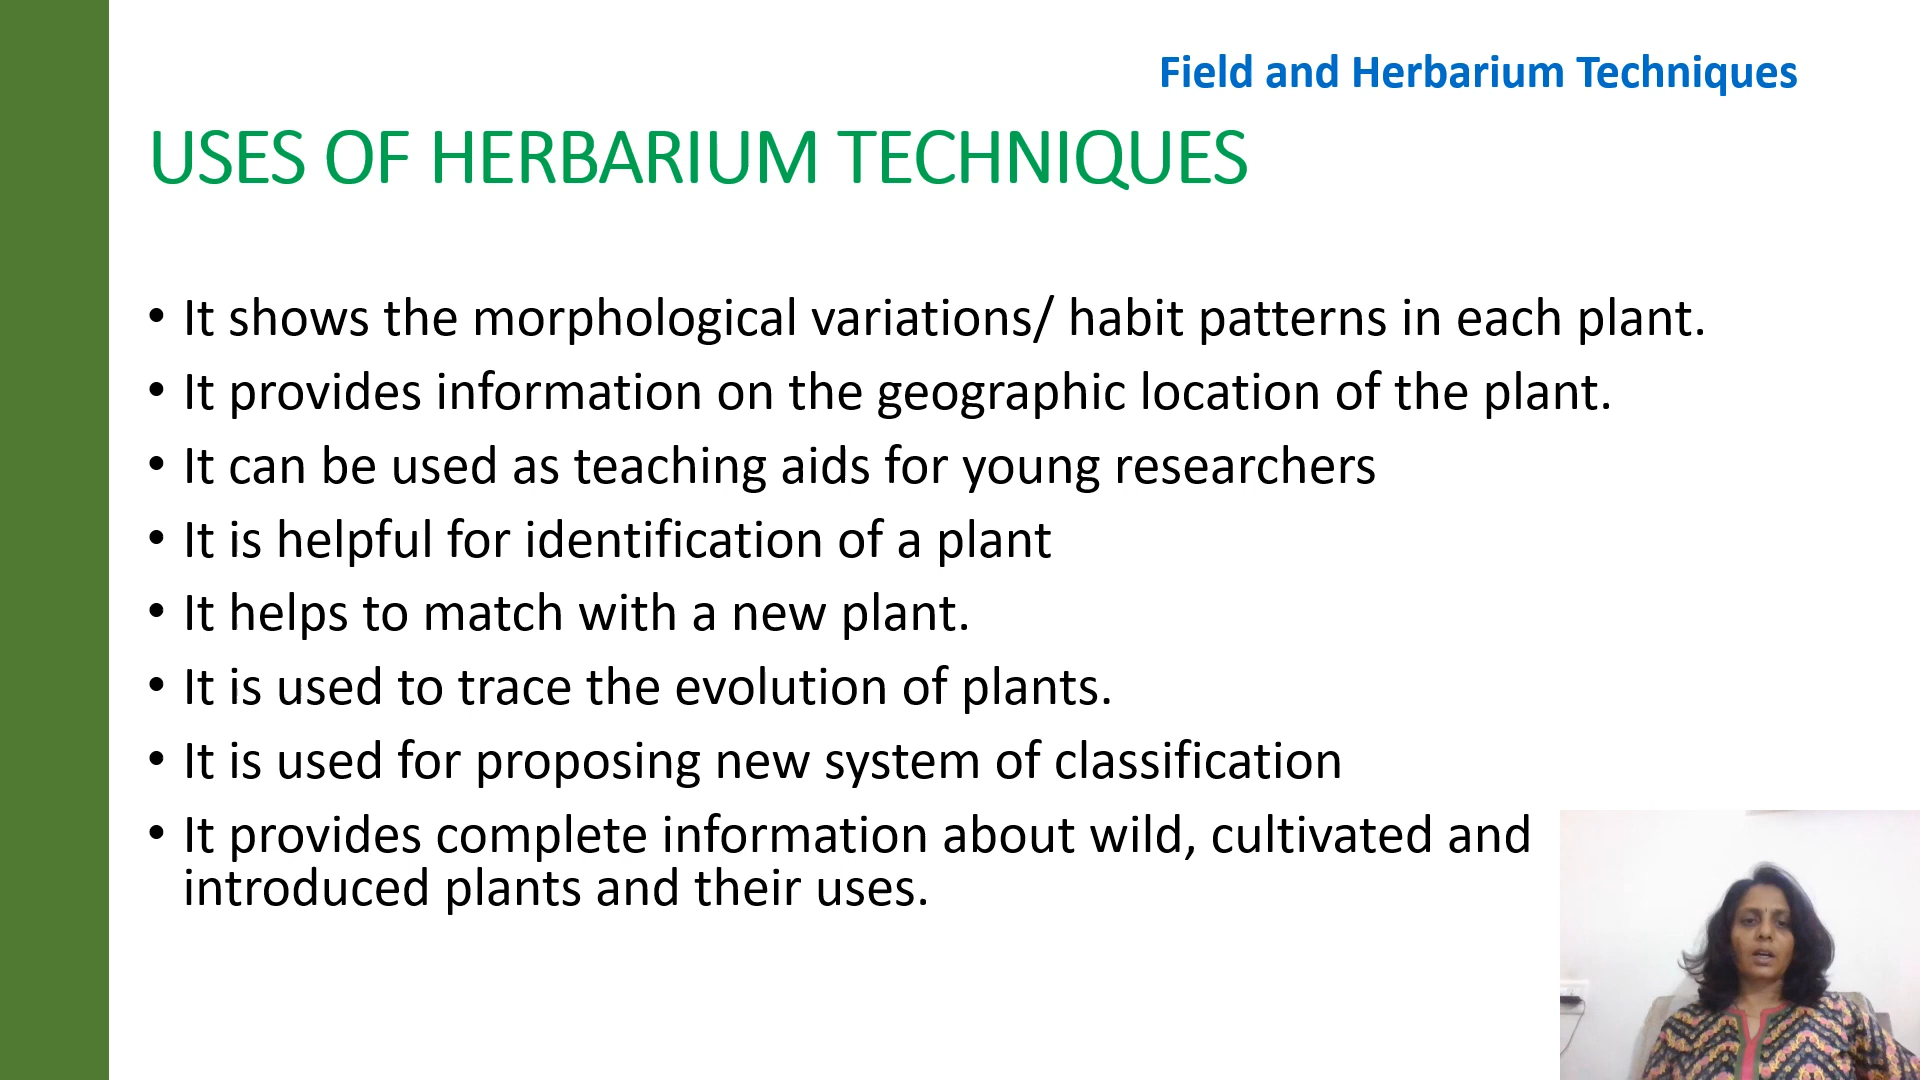 Field and Herbarium Techniques
USES OF HERBARIUM TECHNIQUES
• It shows the morphological variations/ habit patterns in each plant.
• It provides information on the geographic location of the plant.
• It can be used as teaching aids for young researchers
• It is helpful for identification of a plant
• It helps to match with a new plant.
• It is used to trace the evolution of plants.
• It is used for proposing new system of classification
• It provides complete information about wild, cultivated and
introduced plants and their uses.